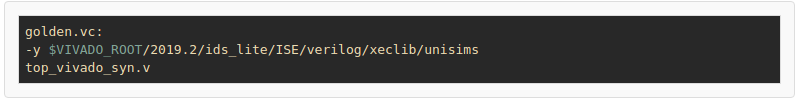 golden.vc:
-y $VIVADO_ROOT/2019.2/ids_lite/ISE/verilog/xeclib/unisims
top_vivado_syn.v